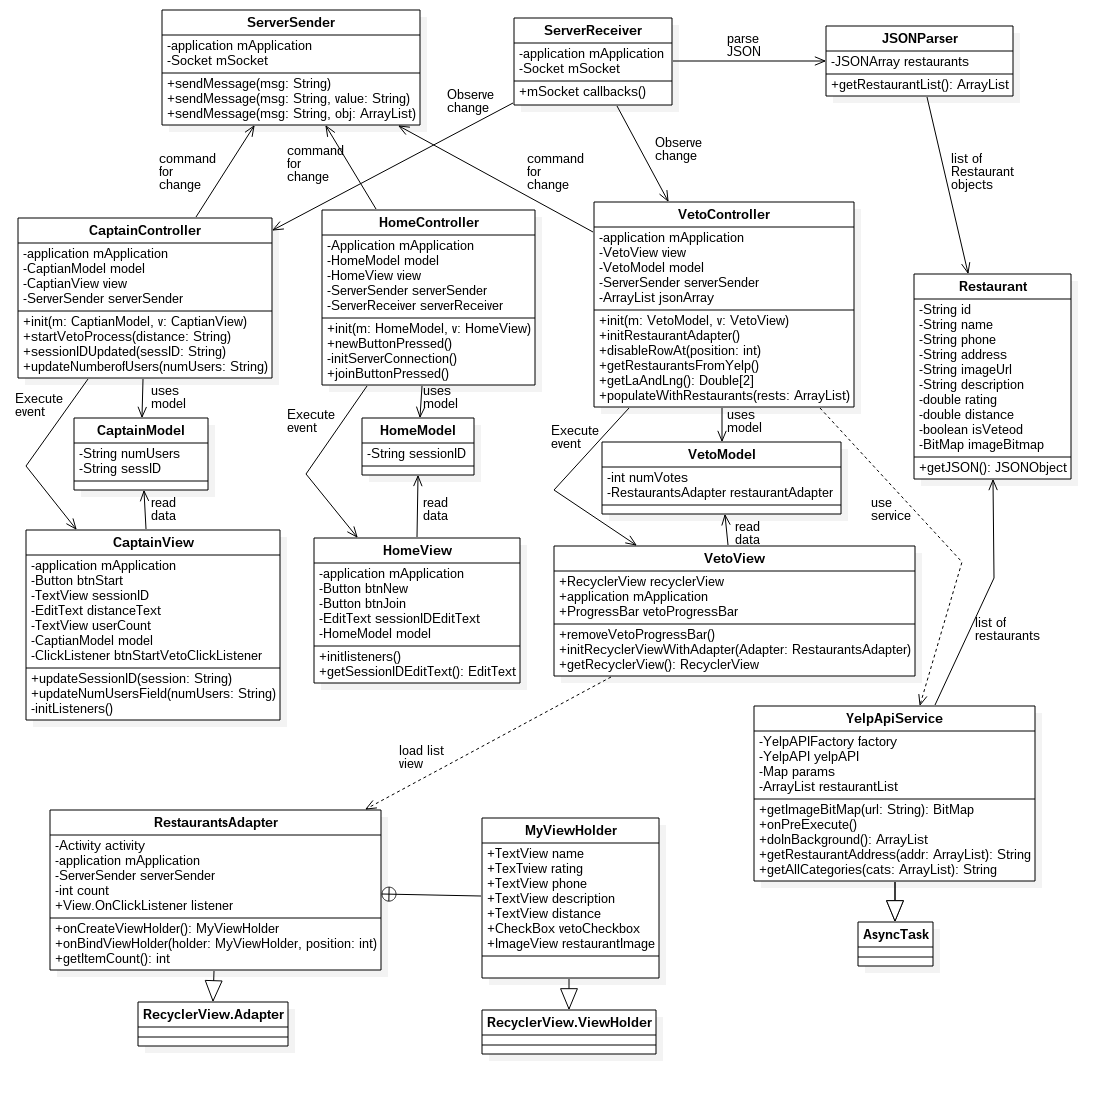 ServerSender
-application mApplication
-Socket mSocket
+sendMessage(msg: String)
+sendMessage(msg: String, value: String)
+sendMessage(msg: String, obj: ArrayList)
ServerReceiver
-application mApplication
-Socket mSocket
+mSocket callbacks()
parse
JSON
JSONParser
-JSONArray restaurants
+getRestaurantList(): ArrayList
Observe
change
command
for
change
command
for
change
command
for
change
Observe
change
list of
Restaurant
objects
CaptainController
-application mApplication
-CaptianModel model
-CaptianView view
-ServerSender serverSender
+init(m: CaptianModel, v: CaptianView)
+startVetoProcess(distance: String)
+sessionIDUpdated(sessID: String)
+updateNumberofUsers(numUsers: String)
HomeController
-Application mApplication
-HomeModel model
-HomeView view
-ServerSender serverSender
-ServerReceiver serverReceiver
+init(m: HomeModel, v: HomeView)
+newButtonPressed()
-initServerConnection()
+joinButtonPressed()
VetoController
-application mApplication
-VetoView view
-VetoModel model
-ServerSender serverSender
-ArrayList jsonArray
+init(m: VetoModel, v: VetoView)
+initRestaurantAdapter()
+disableRowAt(position: int)
+getRestaurantsFromYelp()
+getLaAndLng(): Double[2]
+populateWithRestaurants(rests: ArrayList)
Restaurant
-String id
-String name
-String phone
-String address
-String imageUrl
-String description
-double rating
-double distance
-boolean isVeteod
-BitMap imageBitmap
+getJSON(): JSONObject
Execute
event
uses
model
CaptainModel
-String numUsers
-String sessID
read
data
Execute
event
uses
model
HomeModel
-String sessionID
read
data
Execute
event
uses
model
VetoModel
-int numVotes
-RestaurantsAdapter restaurantAdapter
read
data
use
service
CaptainView
-application mApplication
-Button btnStart
-TextView sessionID
-EditText distanceText
-TextView userCount
-CaptianModel model
-ClickListener btnStartVetoClickListener
+updateSessionID(session: String)
+updateNumUsersField(numUsers: String)
-initListeners()
HomeView
-application mApplication
-Button btnNew
-Button btnJoin
-EditText sessionIDEditText
-HomeModel model
+initlisteners()
+getSessionIDEditText(): EditText
VetoView
+RecyclerView recyclerView
+application mApplication
+ProgressBar vetoProgressBar
+removeVetoProgressBar()
+initRecyclerViewWithAdapter(Adapter: RestaurantsAdapter)
+getRecyclerView(): RecyclerView
list of
restaurants
load list
view
YelpApiService
-YelpAPIFactory factory
-YelpAPI yelpAPI
-Map params
-ArrayList restaurantList
+getImageBitMap(url: String): BitMap
+onPreExecute()
+doInBackground(): ArrayList
+getRestaurantAddress(addr: ArrayList): String
+getAllCategories(cats: ArrayList): String
RestaurantsAdapter
-Activity activity
-application mApplication
-ServerSender serverSender
-int count
+View.OnClickListener listener
+onCreateViewHolder(): MyViewHolder
+onBindViewHolder(holder: MyViewHolder, position: int)
+getItemCount(): int
MyViewHolder
+TextView name
+TexTview rating
+TextView phone
+TextView description
+TextView distance
+CheckBox vetoCheckbox
+ImageView restaurantImage
AsyncTask
RecyclerView.Adapter
RecyclerView.ViewHolder